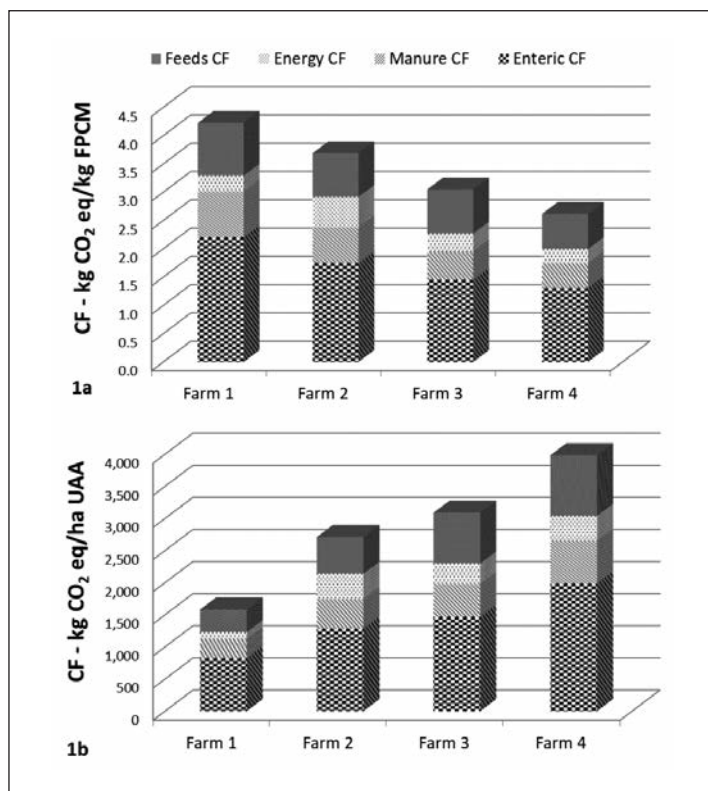 Feeds CF Energy CF Manure CF Enteric CF
CF - kg CO₂ eq/kg FPCM
4.5
4.0
3.5
3.0
2.5
2.0
1.5
1.0
0.5
0.0
1a
Farm 1 Farm 2 Farm 3 Farm 4
CF - kg CO₂ eq/ha UAA
4,000
3,500
3,000
2,500
2,000
1,500
1,000
500
0
1b
Farm 1 Farm 2 Farm 3 Farm 4